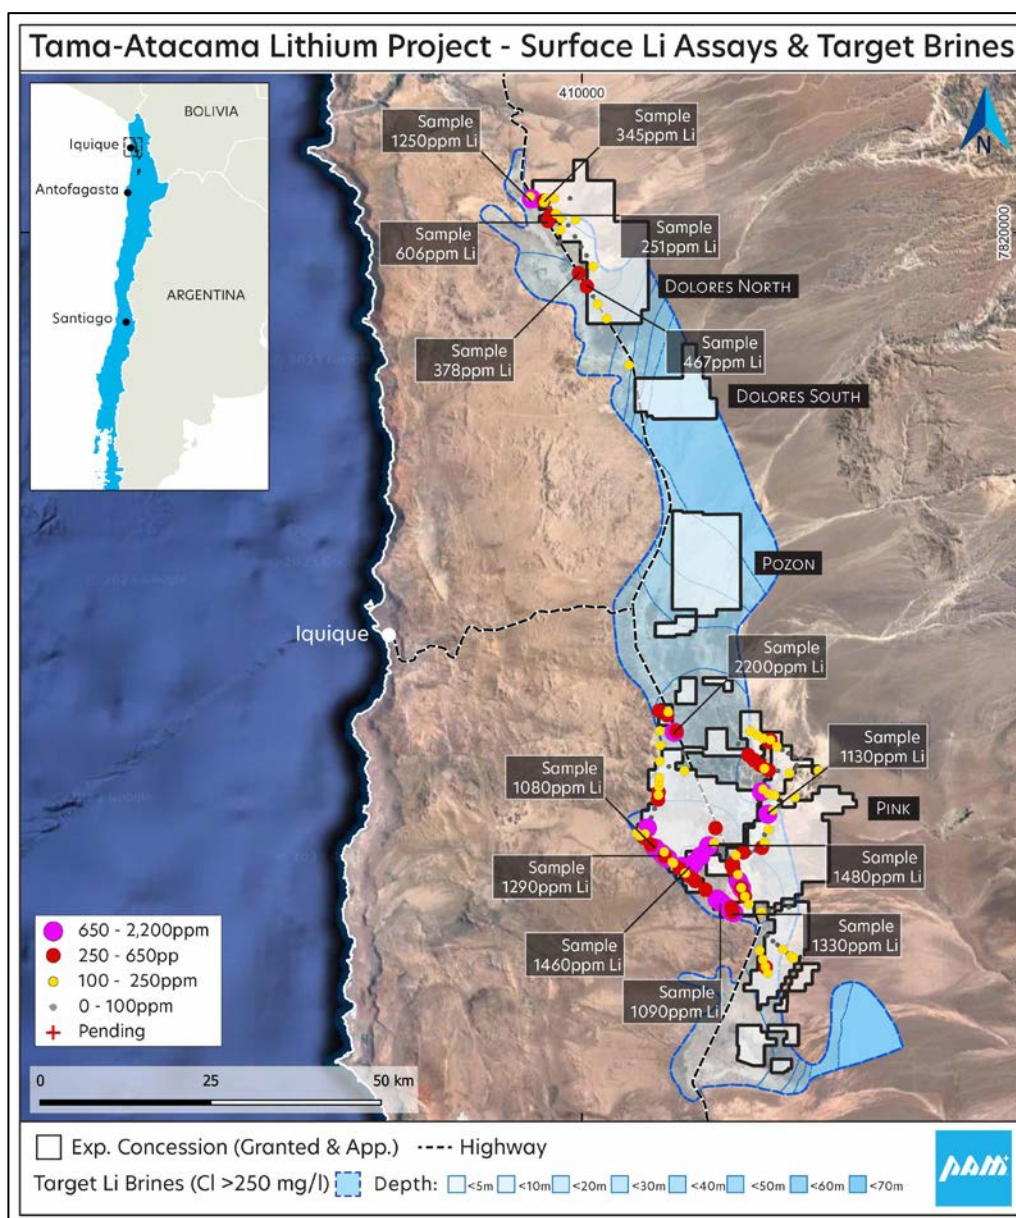 Tama-Atacama Lithium Project - Surface Li Assays & Target Brines
BOLIVIA
Iquique
Antofagasta
ARGENTINA
Santiago
410000
7820000
N
Sample
1250ppm Li
Sample
345ppm Li
Sample
606ppm Li
Sample
251ppm Li
DOLORES NORTH
Sample
378ppm Li
Sample
467ppm Li
DOLORES SOUTH
POZON
Iquique
Sample
2200ppm Li
Sample
1130ppm Li
Sample
1080ppm Li
PINK
Sample
1290ppm Li
Sample
1480ppm Li
Sample
1460ppm Li
Sample
1330ppm Li
Sample
1090ppm Li
650 - 2,200ppm
250 - 650pp
100 - 250ppm
0 - 100ppm
Pending
0 25 50 km
Exp. Concession (Granted & App.) Highway
Target Li Brines (Cl >250 mg/l) Depth: <5m <10m <20m <30m <40m <50m <60m <70m
PAM